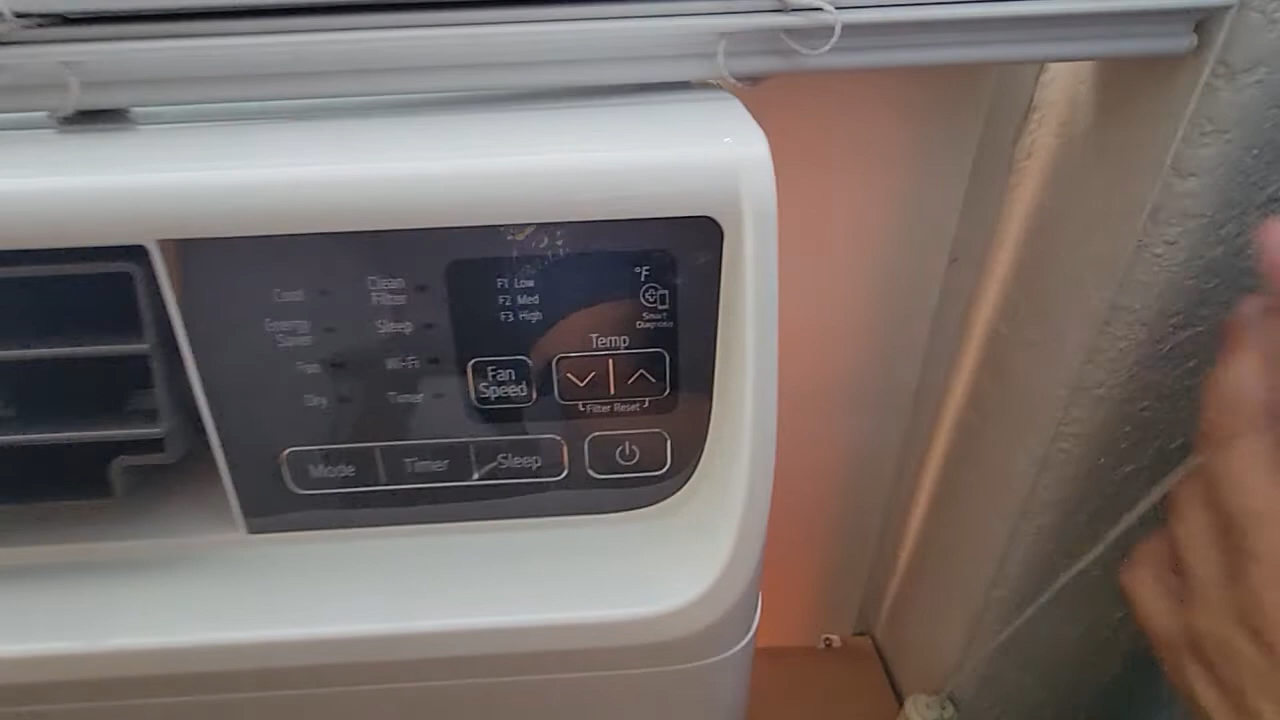 Cool
Clean
Filter
Energy
Saver
Sleep
Fan
Wi-Fi
Dry
Timer
F1 Low
F2 Med
F3 High
°F
Smart
Diagnosis
Temp
Fan
Speed
Filter Reset
Mode
Timer
Sleep